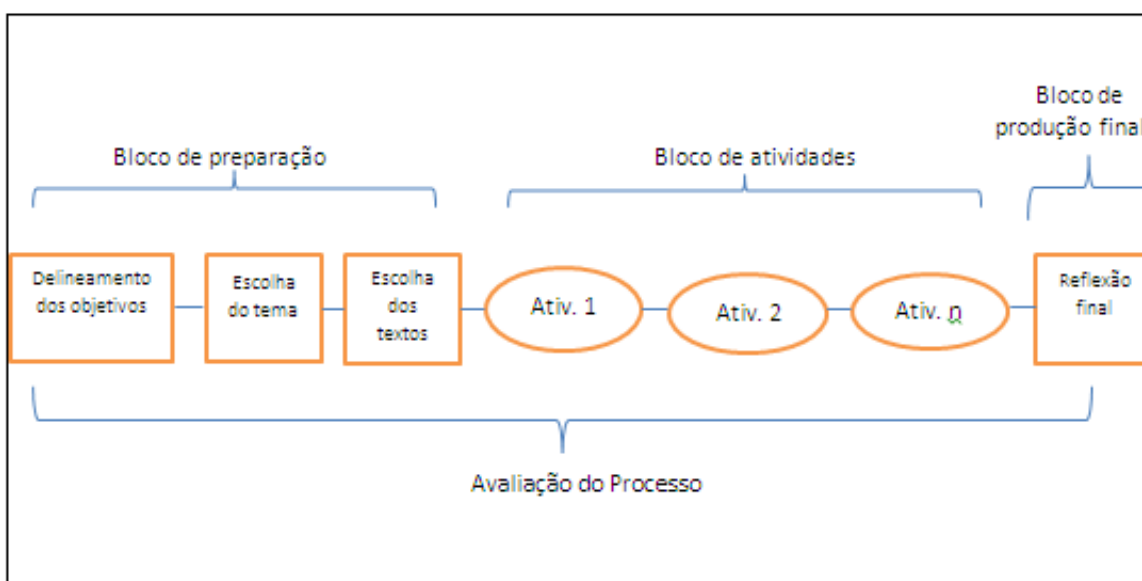 Bloco de
produção final
Bloco de preparação
Bloco de atividades
Delineamento
dos objetivos
Escolha
do tema
Escolha
dos
textos
Ativ. 1
Ativ. 2
Ativ. n
Reflexão
final
Avaliação do Processo